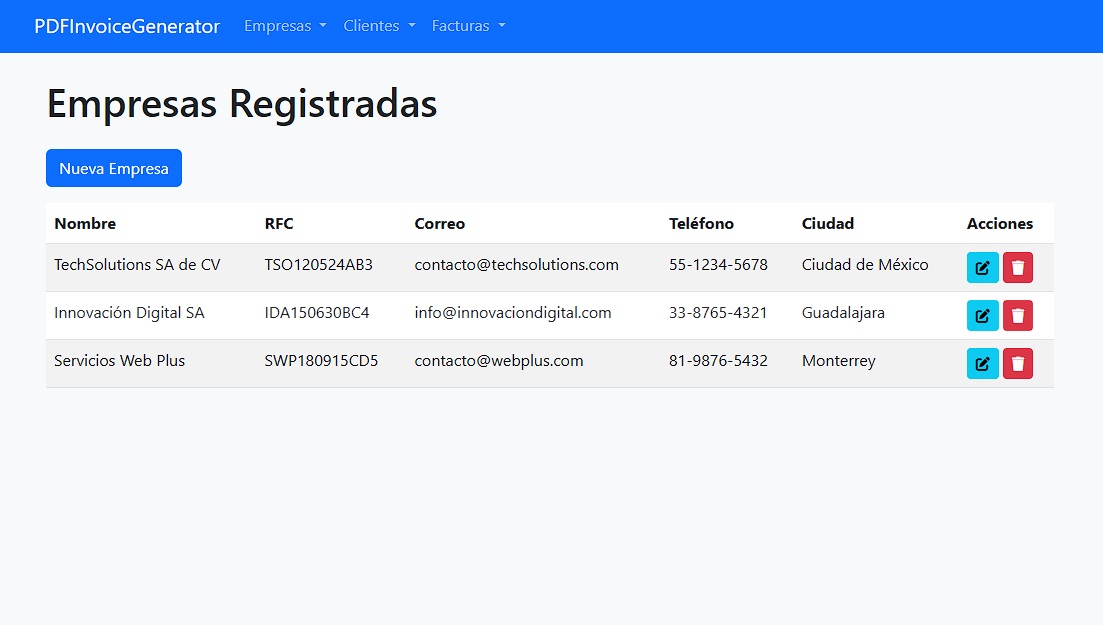 PDFInvoiceGenerator Empresas Clientes Facturas
Empresas Registradas
Nueva Empresa
Nombre RFC Correo Teléfono Ciudad Acciones
TechSolutions SA de CV TSO120524AB3 contacto@techsolutions.com 55-1234-5678 Ciudad de México
Innovación Digital SA IDA150630BC4 info@innovaciondigital.com 33-8765-4321 Guadalajara
Servicios Web Plus SWP180915CD5 contacto@webplus.com 81-9876-5432 Monterrey